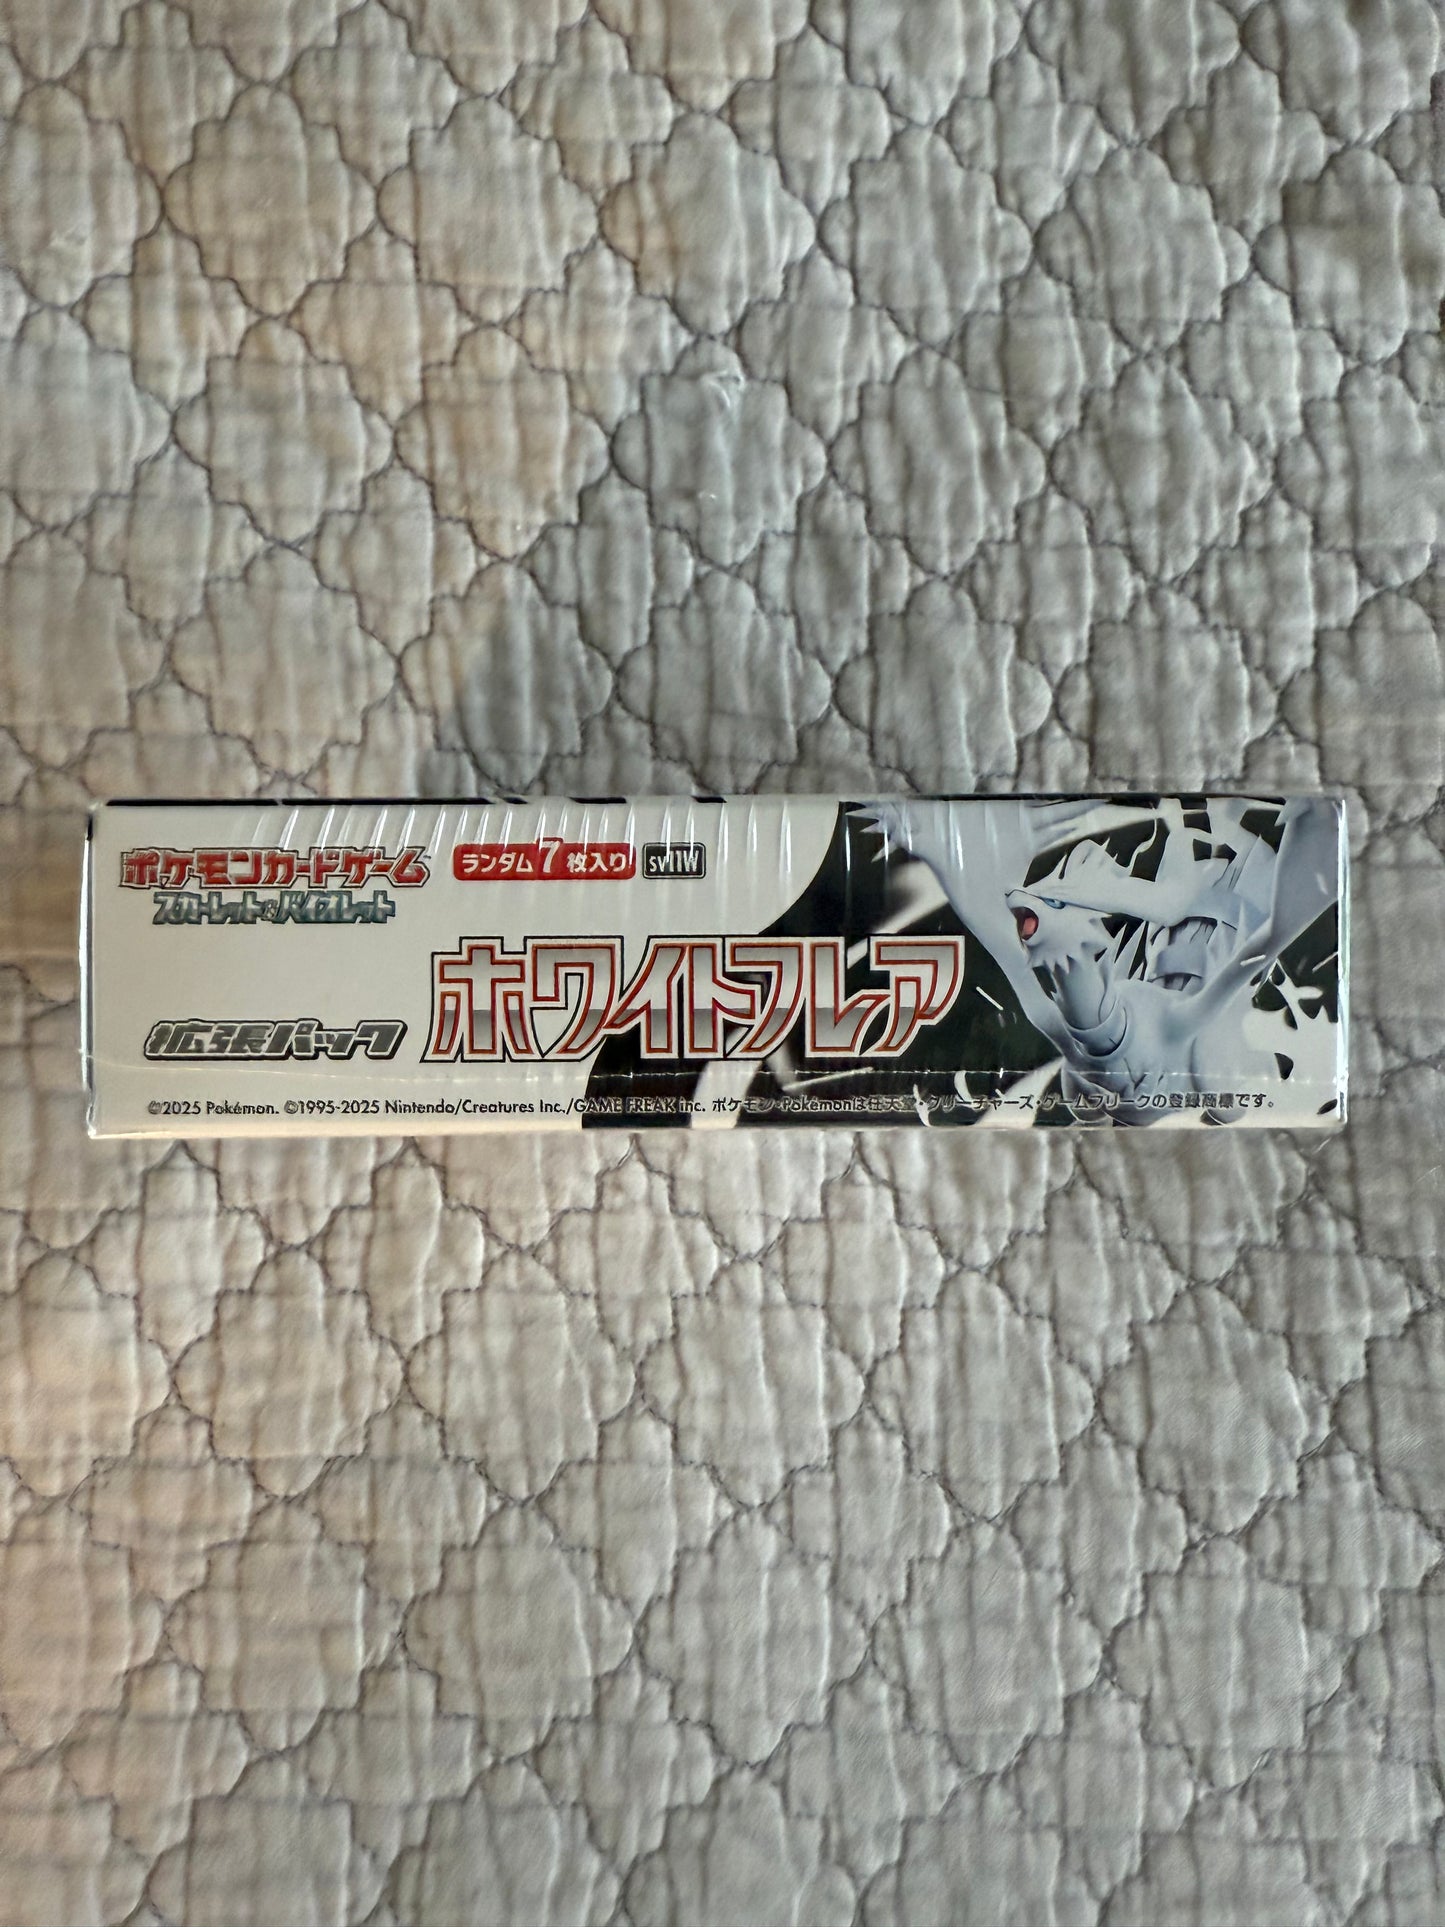 ポケモンカードゲーム ランダム7枚入り sv11W
スカーレット&バイオレット
拡張パック ホワイトフレア
©2025 Pokémon. ©1995-2025 Nintendo/Creatures Inc./GAME FREAK inc. ポケモン・Pokémonは任天堂・クリーチャーズ・ゲームフリークの登録商標です。